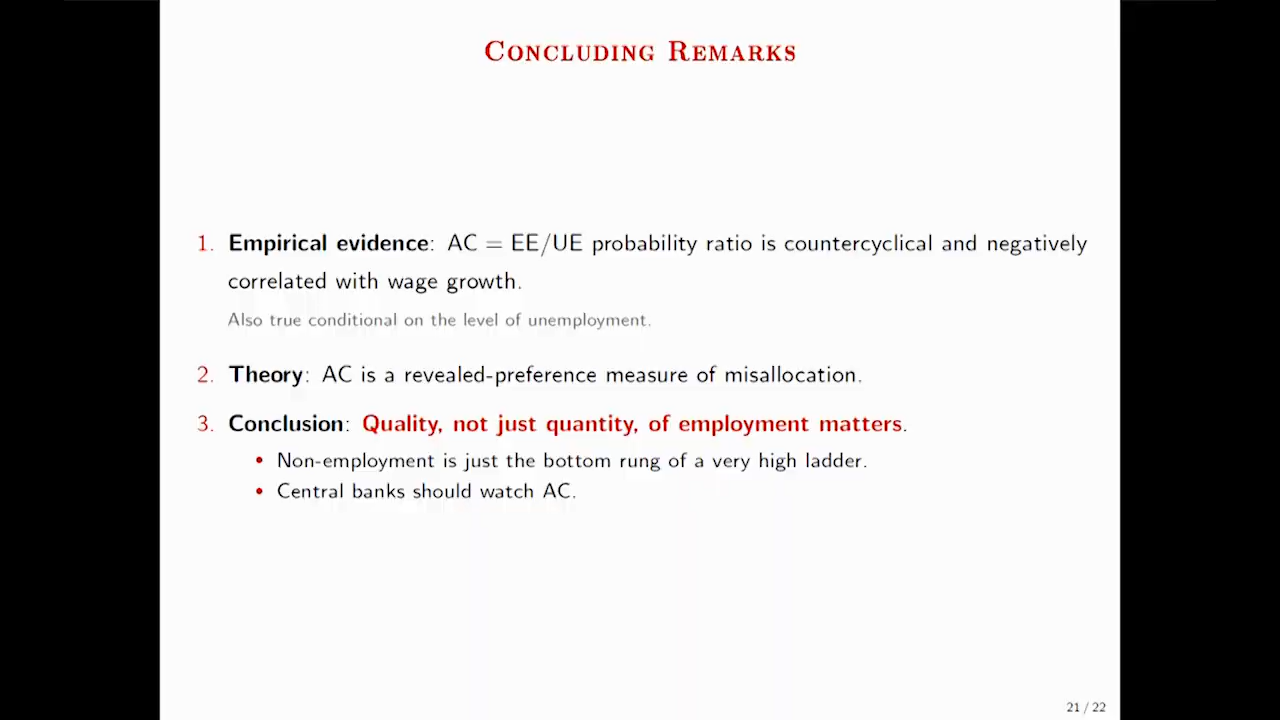 CONCLUDING REMARKS
1. Empirical evidence: AC = EE/UE probability ratio is countercyclical and negatively
correlated with wage growth.
Also true conditional on the level of unemployment.
2. Theory: AC is a revealed-preference measure of misallocation.
3. Conclusion: Quality, not just quantity, of employment matters.
• Non-employment is just the bottom rung of a very high ladder.
• Central banks should watch AC.
21 / 22